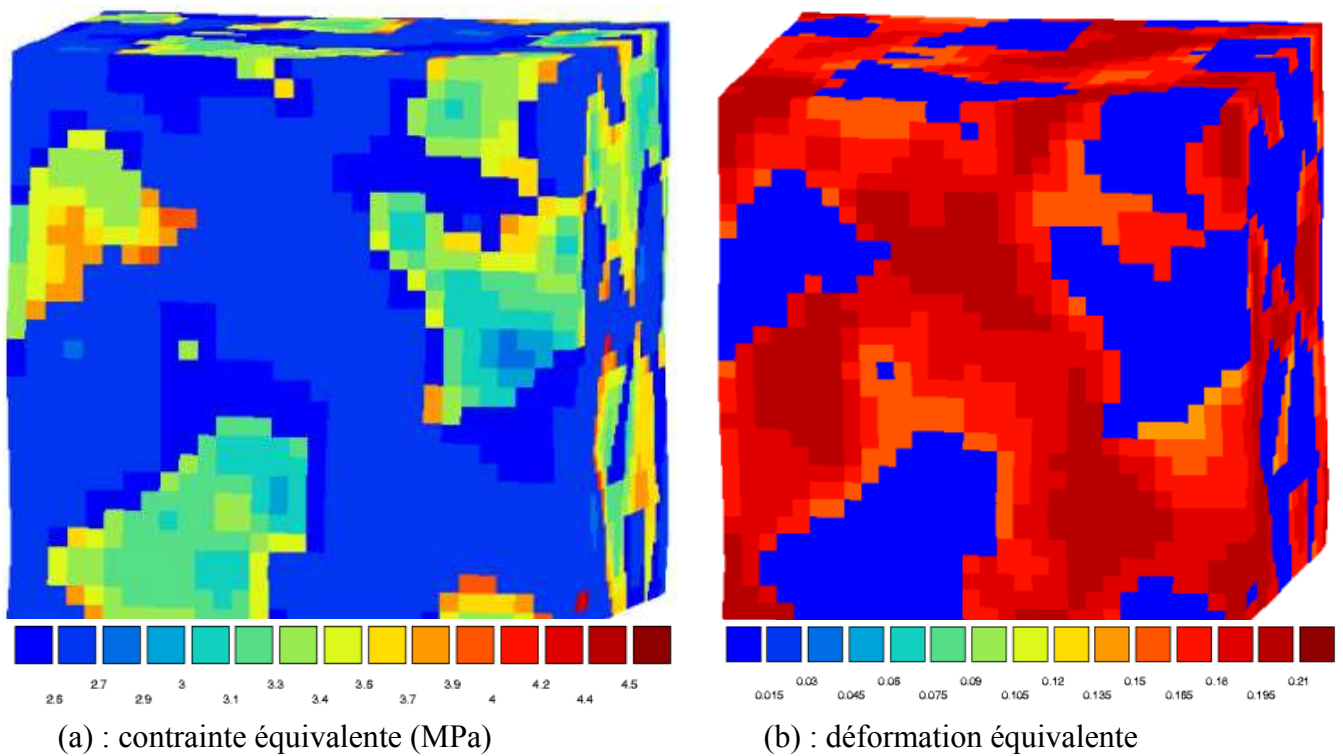 2.7 3 3.3 3.6 3.9 4.2 4.5
2.6 2.9 3.1 3.4 3.7 4 4.4
(a) : contrainte équivalente (MPa)
0.03 0.06 0.09 0.12 0.15 0.18 0.21
0.015 0.045 0.075 0.105 0.135 0.165 0.195
(b) : déformation équivalente